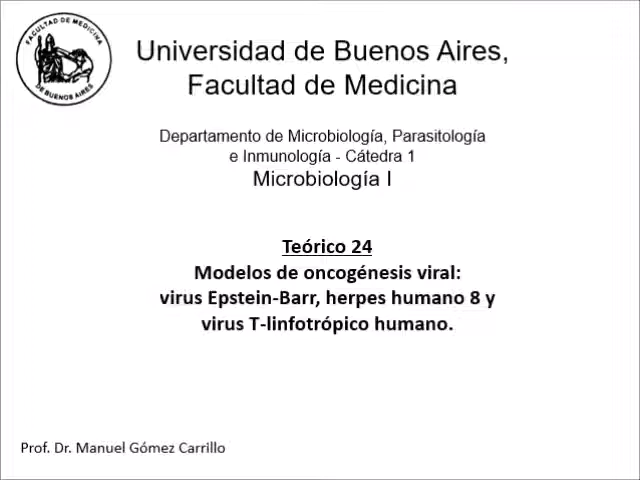 FACULTAD DE MEDICINA
DE BUENOS AIRES
Universidad de Buenos Aires,
Facultad de Medicina
Departamento de Microbiología, Parasitología
e Inmunología - Cátedra 1
Microbiología I
Teórico 24
Modelos de oncogénesis viral:
virus Epstein-Barr, herpes humano 8 y
virus T-linfotrópico humano.
Prof. Dr. Manuel Gómez Carrillo